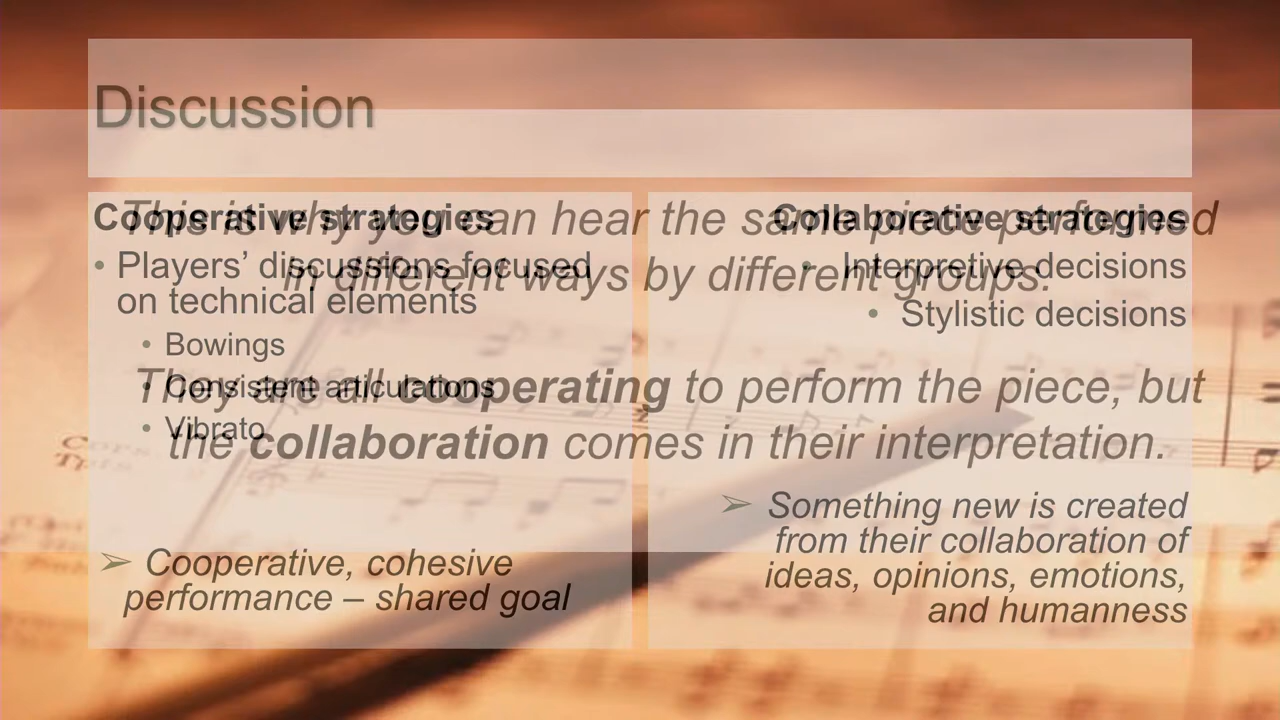 Discussion
Cooperative strategies
• Players’ discussions focused
on technical elements
• Bowings
• Consistent articulations
• Vibrato
➢ Cooperative, cohesive
performance – shared goal
Collaborative strategies
• Interpretive decisions
• Stylistic decisions
➢ Something new is created
from their collaboration of
ideas, opinions, emotions,
and humanness
This is why you can hear the same piece performed
in different ways by different groups.
They are all cooperating to perform the piece, but
the collaboration comes in their interpretation.